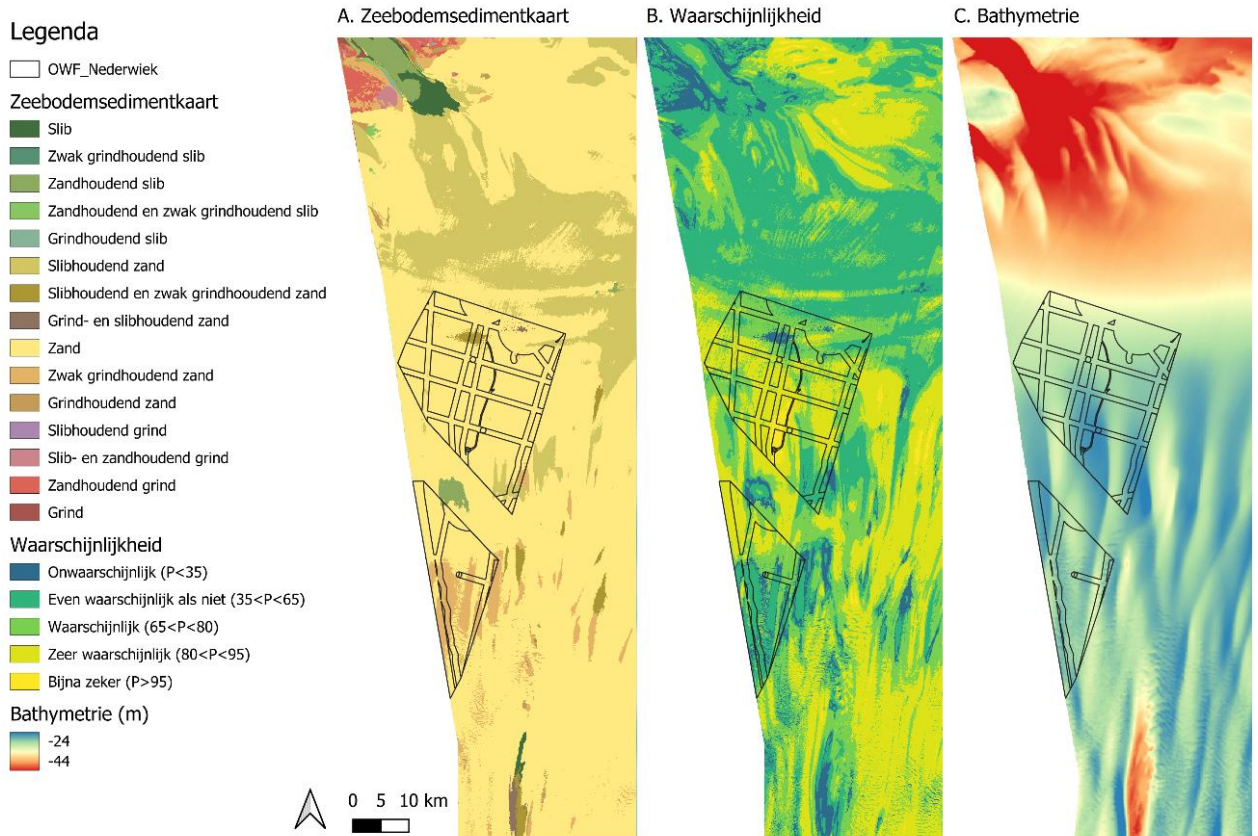 A. Zeebodemsedimentkaart
B. Waarschijnlijkheid
C. Bathymetrie
Legenda
OWF_Nederwiek
Zeebodemsedimentkaart
Slib
Zwak grindhoudend slib
Zandhoudend slib
Zandhoudend en zwak grindhoudend slib
Grindhoudend slib
Slibhoudend zand
Slibhoudend en zwak grindhooudend zand
Grind- en slibhoudend zand
Zand
Zwak grindhoudend zand
Grindhoudend zand
Slibhoudend grind
Slib- en zandhoudend grind
Zandhoudend grind
Grind
Waarschijnlijkheid
Onwaarschijnlijk (P<35)
Even waarschijnlijk als niet (35<P<65)
Waarschijnlijk (65<P<80)
Zeer waarschijnlijk (80<P<95)
Bijna zeker (P>95)
Bathymetrie (m)
-24
-44
0 5 10 km